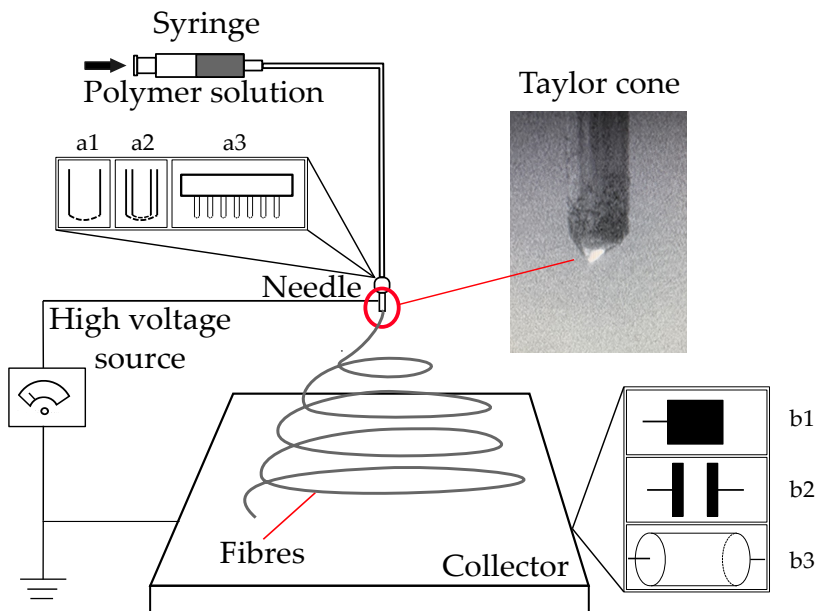 Syringe
Polymer solution
Taylor cone
a1 a2 a3
Needle
High voltage
source
b1
b2
b3
Fibres
Collector